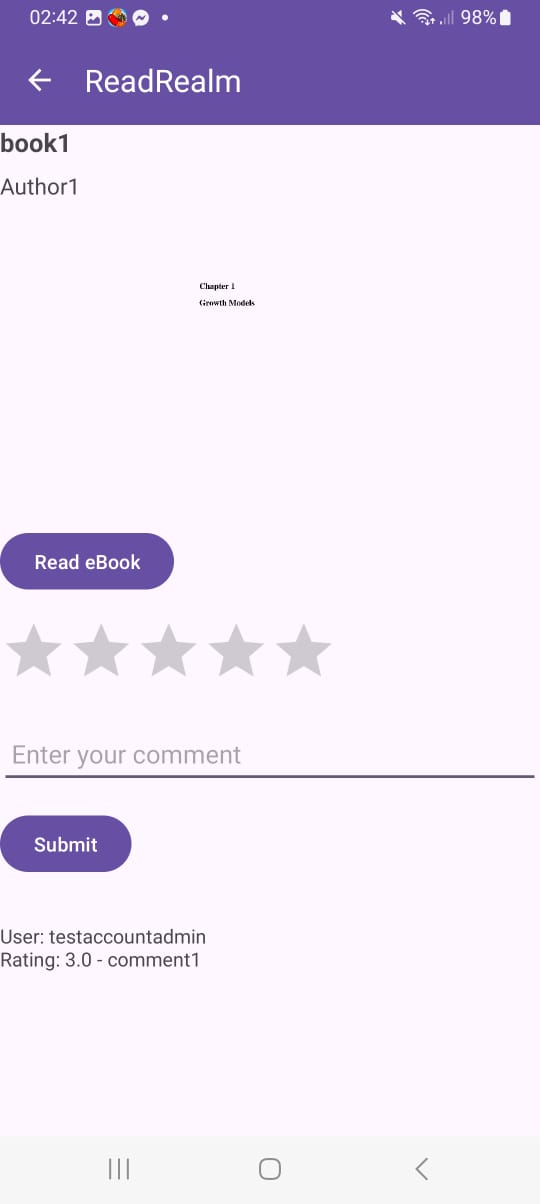 02:42 98%
ReadRealm
book1
Author1
Chapter 1
Growth Models
Read eBook
Enter your comment
Submit
User: testaccountadmin
Rating: 3.0 - comment1